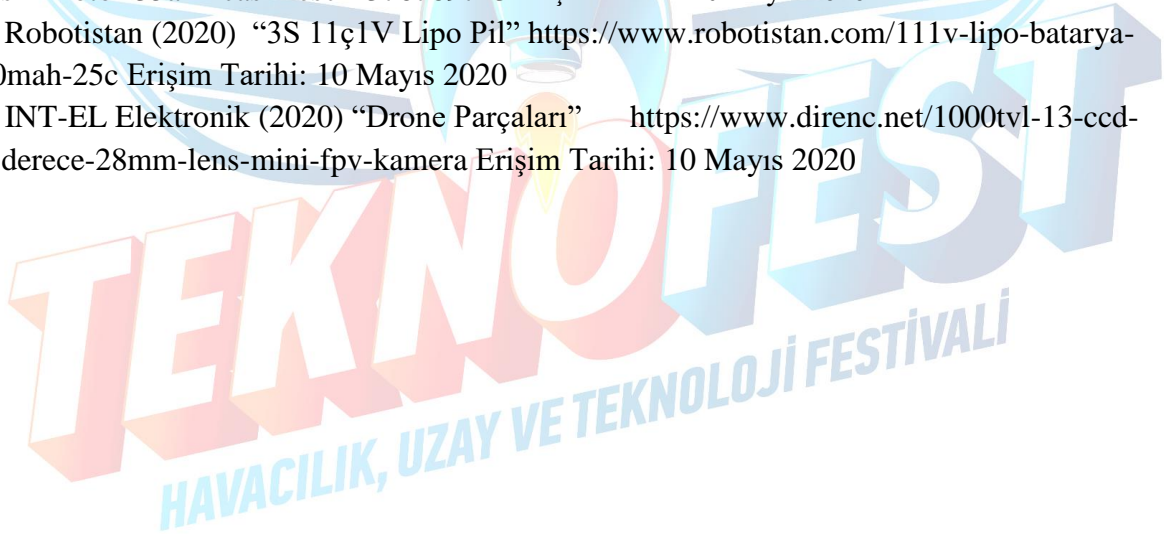 Robotistan (2020) “3S 11ç1V Lipo Pil” https://www.robotistan.com/111v-lipo-batarya-
mah-25c Erişim Tarihi: 10 Mayıs 2020
INT-EL Elektronik (2020) “Drone Parçaları” https://www.direnc.net/1000tvl-13-ccd-
derece-28mm-lens-mini-fpv-kamera Erişim Tarihi: 10 Mayıs 2020
TEKNOFEST
HAVACILIK, UZAY VE TEKNOLOJİ FESTİVALİ